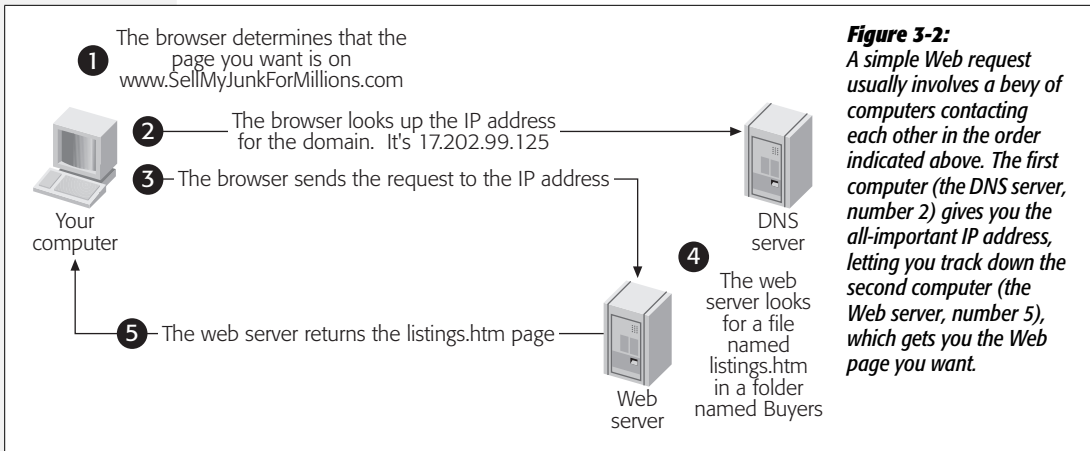 1 The browser determines that the
page you want is on
www.SellMyJunkForMillions.com
2 The browser looks up the IP address
for the domain. It's 17.202.99.125
3 The browser sends the request to the IP address
Your
computer
DNS
server
4
The web
server looks
for a file
named
listings.htm
in a folder
named Buyers
5 The web server returns the listings.htm page
Web
server
Figure 3-2:
A simple Web request
usually involves a bevy of
computers contacting
each other in the order
indicated above. The first
computer (the DNS server,
number 2) gives you the
all-important IP address,
letting you track down the
second computer (the
Web server, number 5),
which gets you the Web
page you want.